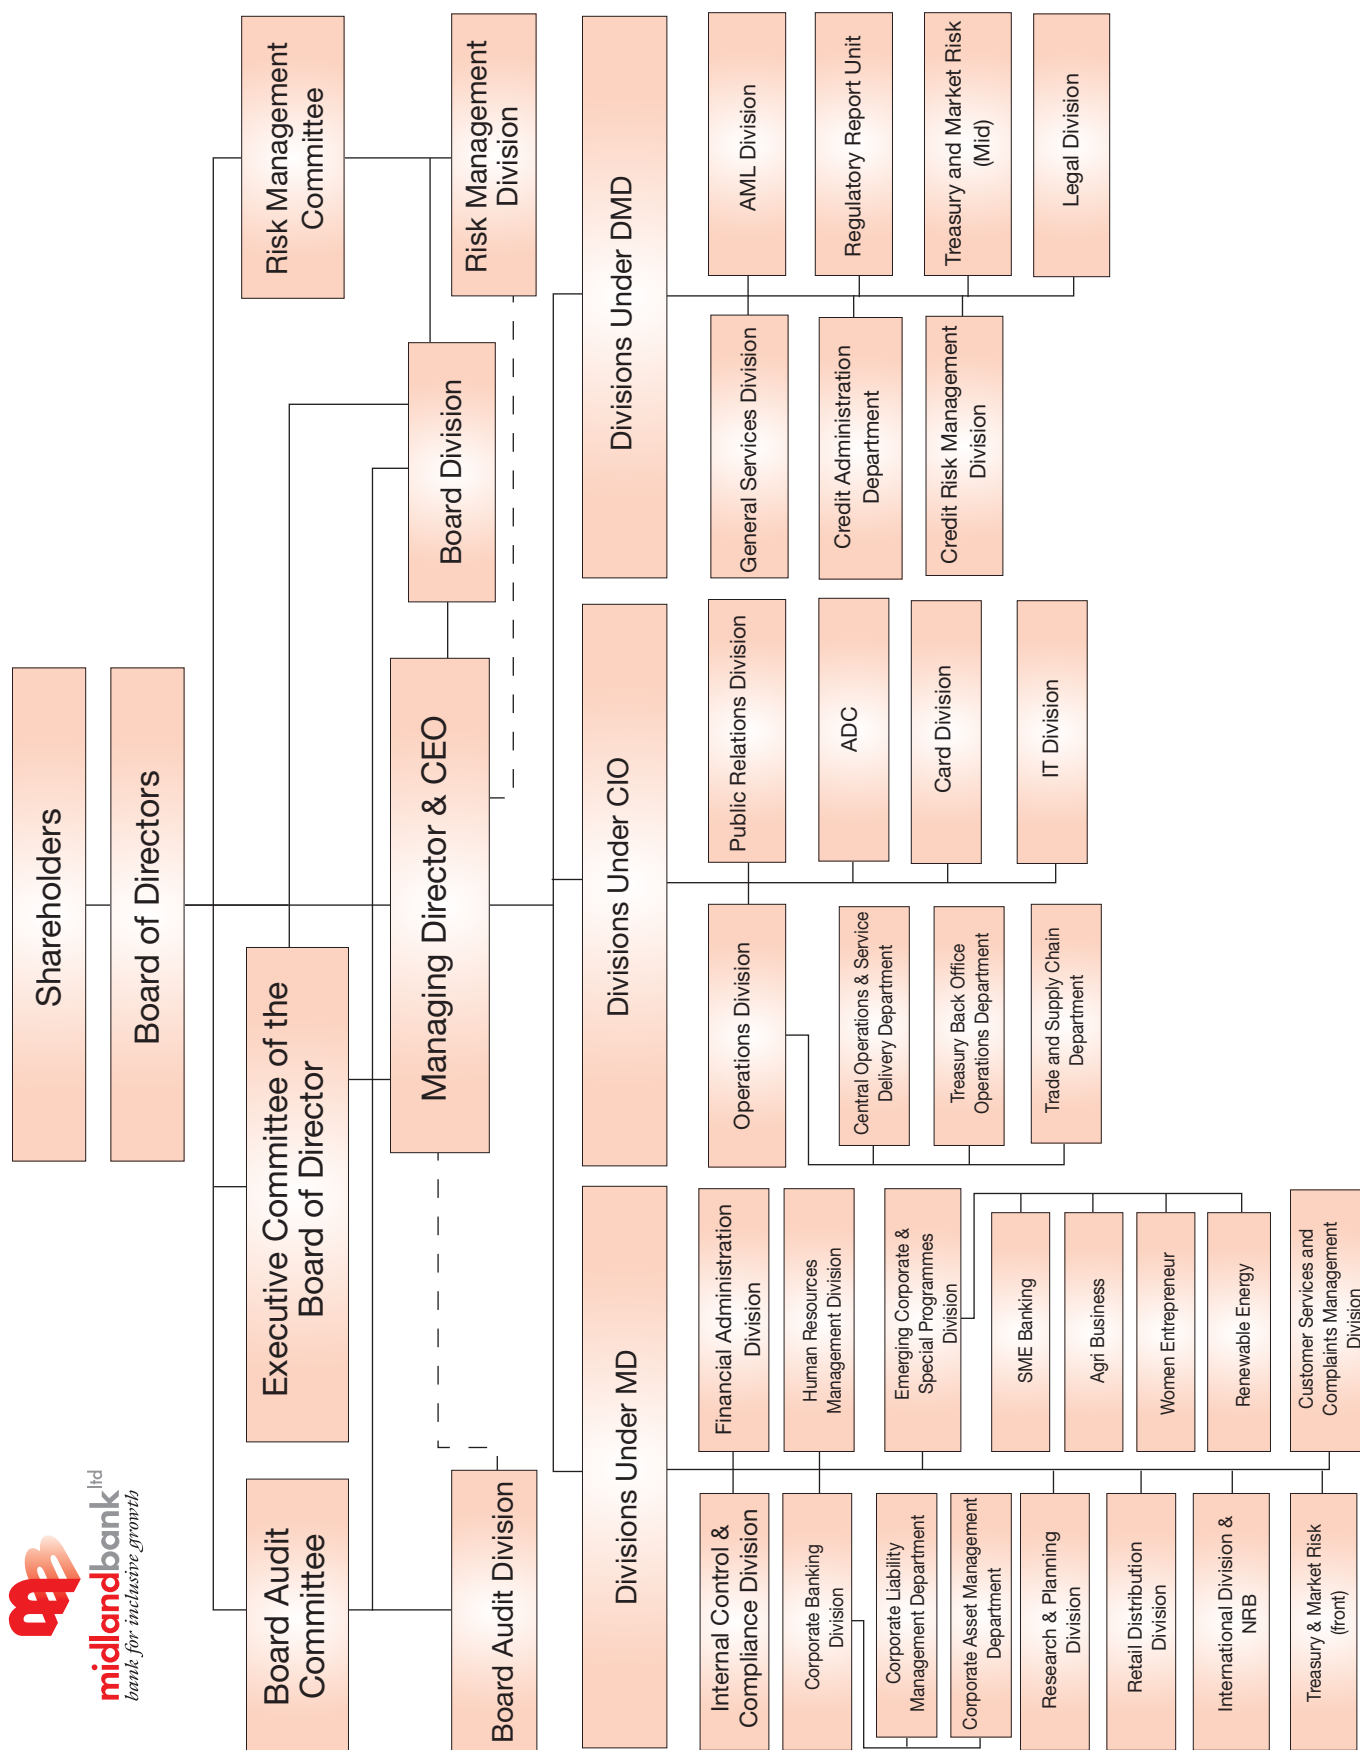 midlandbank ltd
bank for inclusive growth
Shareholders
Board of Directors
Board Audit
Committee
Executive Committee of the
Board of Director
Risk Management
Committee
Managing Director & CEO
Board Division
Board Audit Division
Risk Management
Division
Divisions Under MD
Divisions Under CIO
Divisions Under DMD
Internal Control &
Compliance Division
Financial Administration
Division
Corporate Banking
Division
Human Resources
Management Division
Corporate Liability
Management Department
Corporate Asset Management
Department
Emerging Corporate &
Special Programmes
Division
SME Banking
Agri Business
Women Entrepreneur
Renewable Energy
Research & Planning
Division
Retail Distribution
Division
International Division &
NRB
Treasury & Market Risk
(front)
Customer Services and
Complaints Management
Division
Operations Division
Public Relations Division
Central Operations & Service
Delivery Department
Treasury Back Office
Operations Department
Trade and Supply Chain
Department
ADC
Card Division
IT Division
General Services Division
AML Division
Credit Administration
Department
Regulatory Report Unit
Credit Risk Management
Division
Treasury and Market Risk
(Mid)
Legal Division